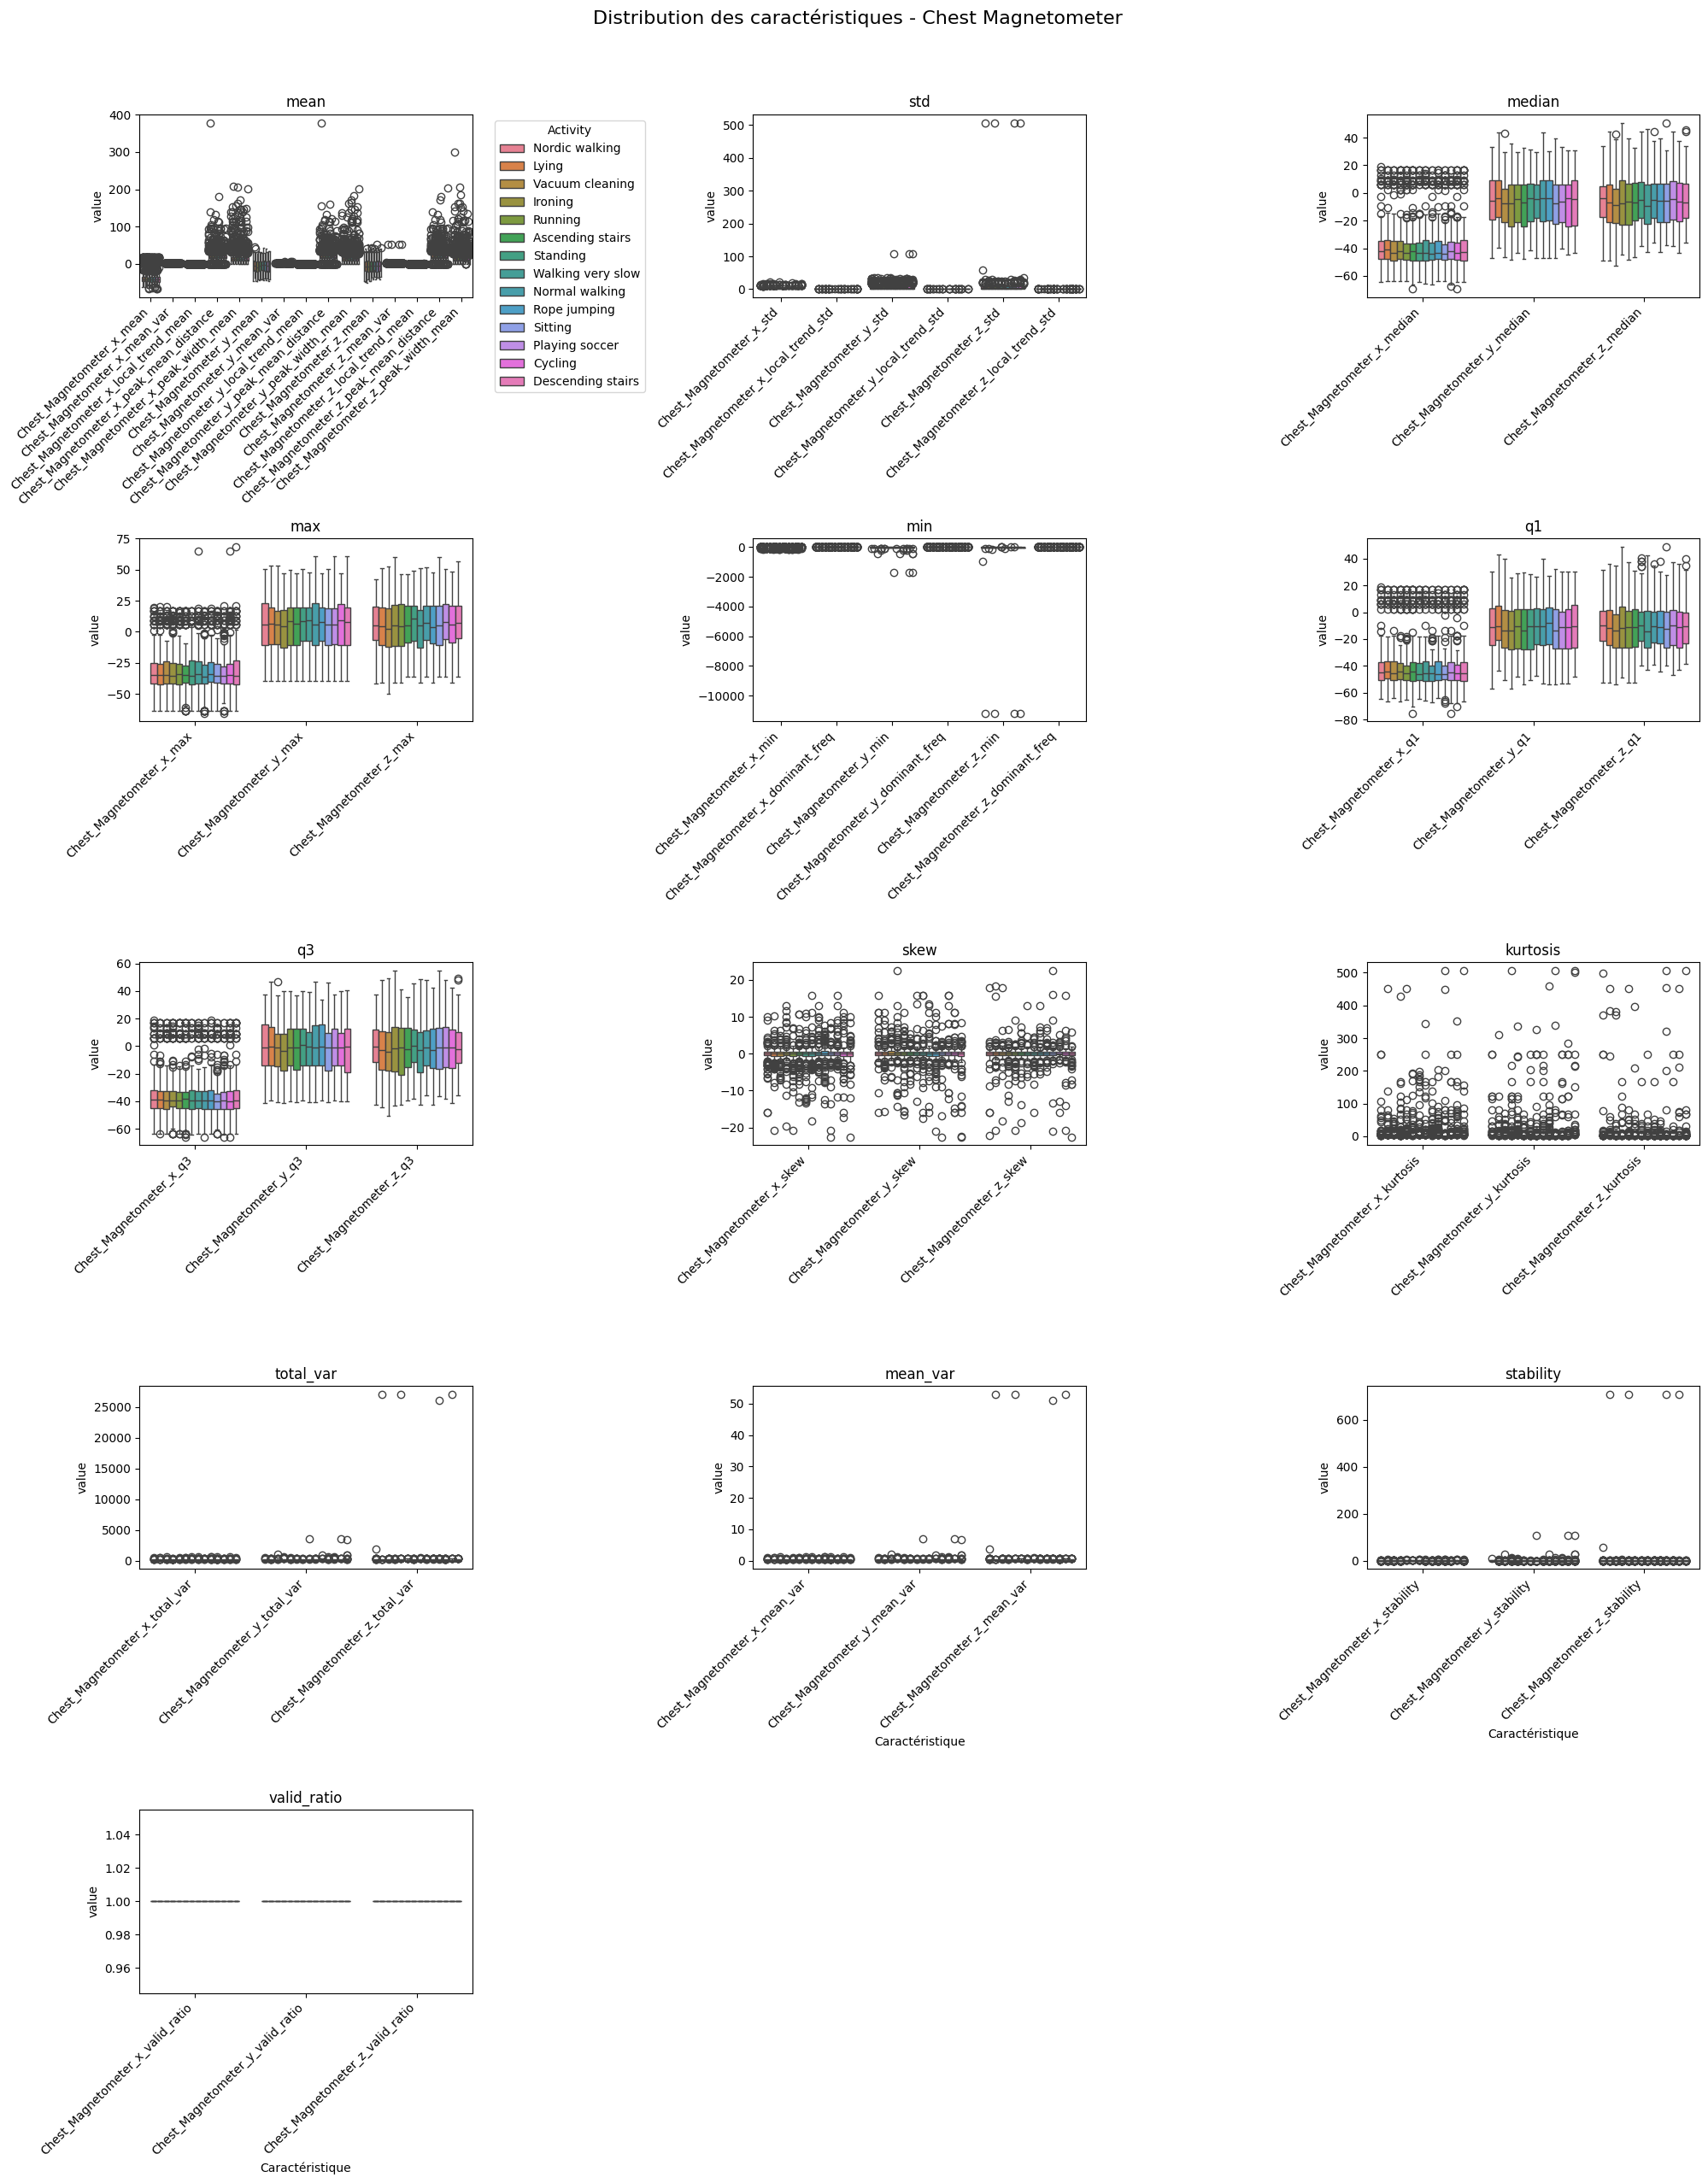 Distribution des caractéristiques - Chest Magnetometer
mean
value
400
300
200
100
0
Chest_Magnetometer_x_mean
Chest_Magnetometer_x_mean_var
Chest_Magnetometer_x_local_trend_mean
Chest_Magnetometer_x_peak_mean_distance
Chest_Magnetometer_x_peak_width_mean
Chest_Magnetometer_y_mean
Chest_Magnetometer_y_mean_var
Chest_Magnetometer_y_local_trend_mean
Chest_Magnetometer_y_peak_mean_distance
Chest_Magnetometer_y_peak_width_mean
Chest_Magnetometer_z_mean
Chest_Magnetometer_z_mean_var
Chest_Magnetometer_z_local_trend_mean
Chest_Magnetometer_z_peak_mean_distance
Chest_Magnetometer_z_peak_width_mean
Activity
Nordic walking
Lying
Vacuum cleaning
Ironing
Running
Ascending stairs
Standing
Walking very slow
Normal walking
Rope jumping
Sitting
Playing soccer
Cycling
Descending stairs
std
value
500
400
300
200
100
0
Chest_Magnetometer_x_std
Chest_Magnetometer_x_local_trend_std
Chest_Magnetometer_y_std
Chest_Magnetometer_y_local_trend_std
Chest_Magnetometer_z_std
Chest_Magnetometer_z_local_trend_std
median
value
40
20
0
−20
−40
−60
Chest_Magnetometer_x_median
Chest_Magnetometer_y_median
Chest_Magnetometer_z_median
max
value
75
50
25
0
−25
−50
Chest_Magnetometer_x_max
Chest_Magnetometer_y_max
Chest_Magnetometer_z_max
min
value
0
−2000
−4000
−6000
−8000
−10000
Chest_Magnetometer_x_min
Chest_Magnetometer_x_dominant_freq
Chest_Magnetometer_y_min
Chest_Magnetometer_y_dominant_freq
Chest_Magnetometer_z_min
Chest_Magnetometer_z_dominant_freq
q1
value
40
20
0
−20
−40
−60
−80
Chest_Magnetometer_x_q1
Chest_Magnetometer_y_q1
Chest_Magnetometer_z_q1
q3
value
60
40
20
0
−20
−40
−60
Chest_Magnetometer_x_q3
Chest_Magnetometer_y_q3
Chest_Magnetometer_z_q3
skew
value
20
10
0
−10
−20
Chest_Magnetometer_x_skew
Chest_Magnetometer_y_skew
Chest_Magnetometer_z_skew
kurtosis
value
500
400
300
200
100
0
Chest_Magnetometer_x_kurtosis
Chest_Magnetometer_y_kurtosis
Chest_Magnetometer_z_kurtosis
total_var
value
25000
20000
15000
10000
5000
0
Chest_Magnetometer_x_total_var
Chest_Magnetometer_y_total_var
Chest_Magnetometer_z_total_var
mean_var
value
50
40
30
20
10
0
Chest_Magnetometer_x_mean_var
Chest_Magnetometer_y_mean_var
Chest_Magnetometer_z_mean_var
Caractéristique
stability
value
600
400
200
0
Chest_Magnetometer_x_stability
Chest_Magnetometer_y_stability
Chest_Magnetometer_z_stability
Caractéristique
valid_ratio
value
1.04
1.02
1.00
0.98
0.96
Chest_Magnetometer_x_valid_ratio
Chest_Magnetometer_y_valid_ratio
Chest_Magnetometer_z_valid_ratio
Caractéristique